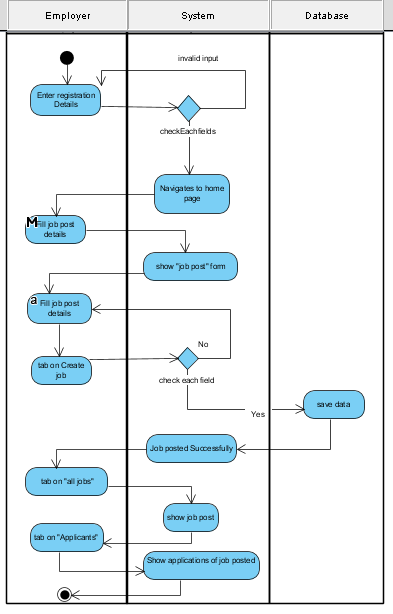 Employer
System
Database
invalid input
Enter registration
Details
checkEachfields
Navigates to home
page
M
Fill job post
details
show "job post" form
a
Fill job post
details
No
tab on Create
job
check each field
save data
Yes
Job posted Successfully
tab on "all jobs"
show job post
tab on "Applicants"
Show applications of job posted